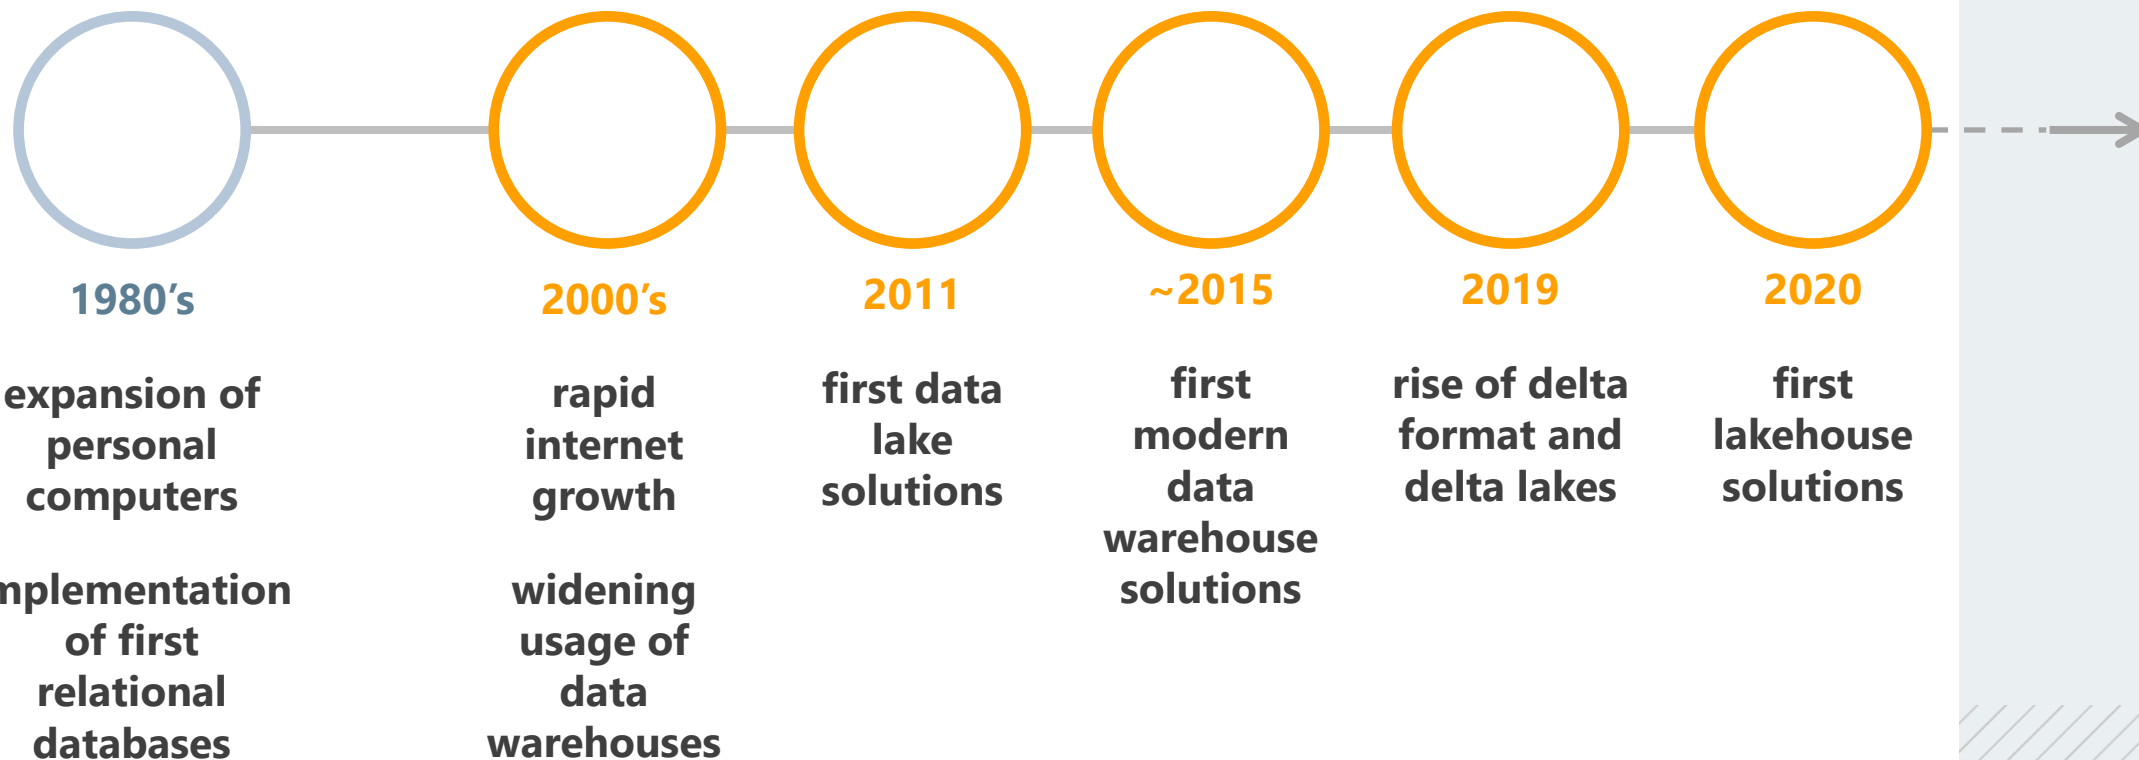 1980's
expansion of
personal
computers
mplementation
of first
relational
databases
2000's
rapid
internet
growth
widening
usage of
data
warehouses
2011
first data
lake
solutions
~2015
first
modern
data
warehouse
solutions
2019
rise of delta
format and
delta lakes
2020
first
lakehouse
solutions